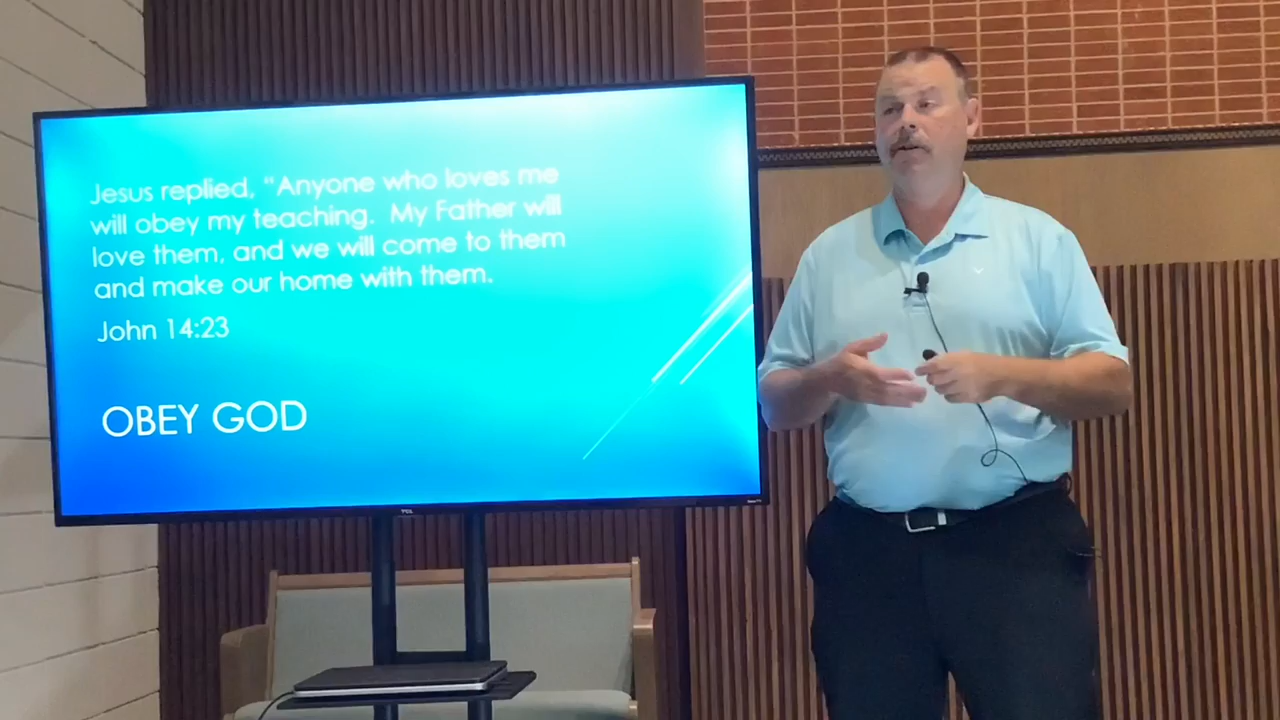 Jesus replied, “Anyone who loves me
will obey my teaching.  My Father will
love them, and we will come to them
and make our home with them.
John 14:23
OBEY GOD
TCL